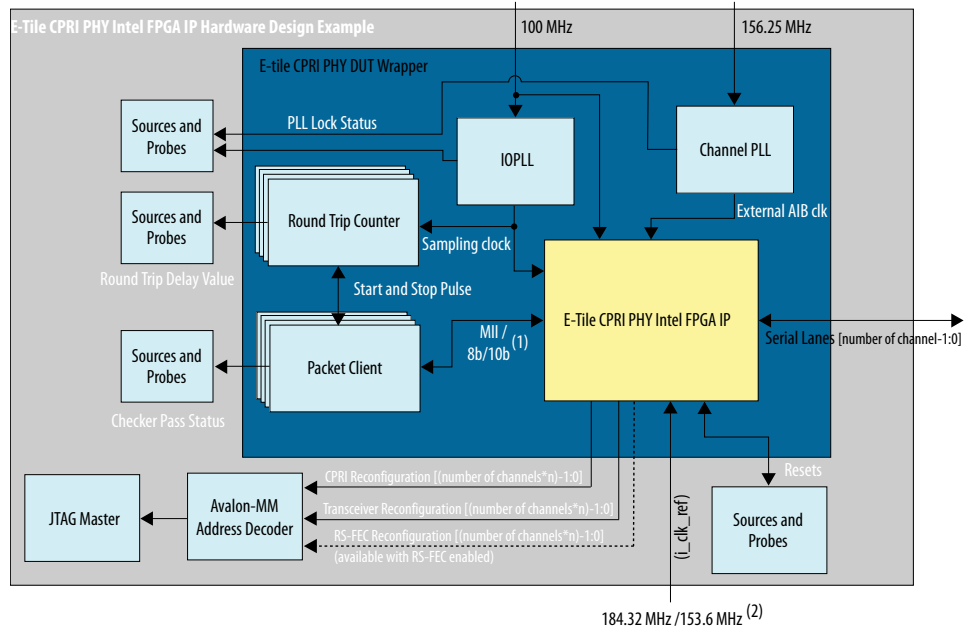 E-Tile CPRI PHY Intel FPGA IP Hardware Design Example
100 MHz
156.25 MHz
E-tile CPRI PHY DUT Wrapper
Sources and
Probes
PLL Lock Status
IOPLL
Channel PLL
External AIB clk
Sources and
Probes
Round Trip Delay Value
Round Trip Counter
Sampling clock
Start and Stop Pulse
E-Tile CPRI PHY Intel FPGA IP
MII /
8b/10b (1)
Serial Lanes [number of channel-1:0]
Sources and
Probes
Checker Pass Status
Packet Client
CPRI Reconfiguration [(number of channels*n)-1:0]
Transceiver Reconfiguration [(number of channels*n)-1:0]
RS-FEC Reconfiguration [(number of channels*n)-1:0]
(available with RS-FEC enabled)
JTAG Master
Avalon-MM
Address Decoder
(i_clk_ref)
Resets
Sources and
Probes
184.32 MHz /153.6 MHz (2)